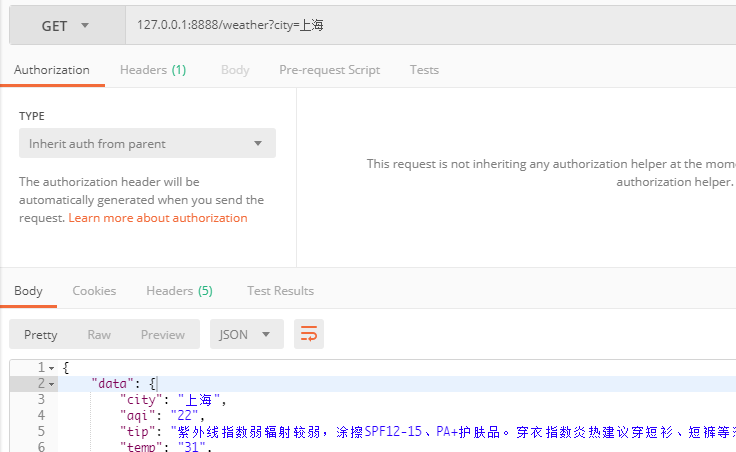 GET
127.0.0.1:8888/weather?city=上海
Authorization Headers (1) Body Pre-request Script Tests
TYPE
Inherit auth from parent
This request is not inheriting any authorization helper at the mom
authorization helper.
The authorization header will be
automatically generated when you send the
request. Learn more about authorization
Body Cookies Headers (5) Test Results
Pretty Raw Preview JSON
1 {
2 "data": {
3 "city": "上海",
4 "aqi": "22",
5 "tip": "紫外线指数弱辐射较弱，涂擦SPF12-15、PA+护肤品。穿衣指数炎热建议穿短衫、短裤等
6 "temp": "31",